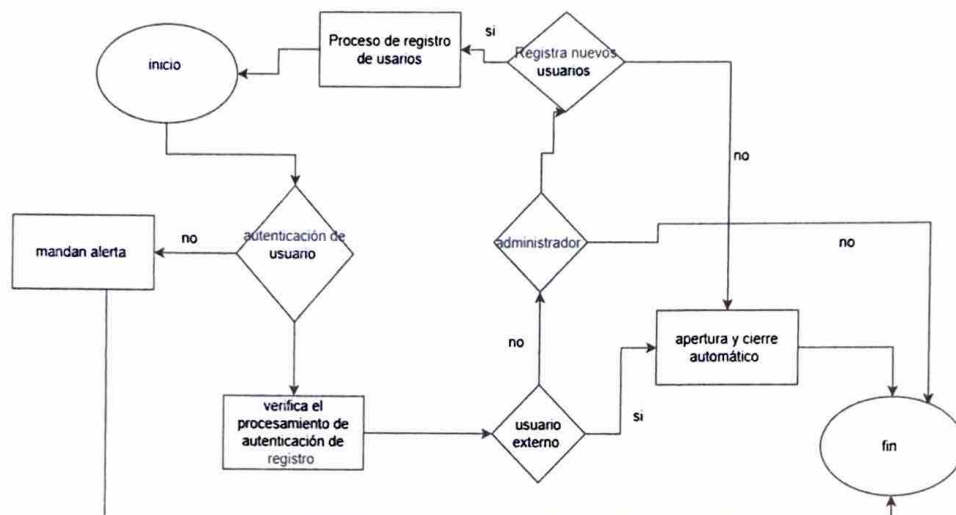 Proceso de registro
de usarios
si
Registra nuevos
usuarios
inicio
no
autenticación de
usuario
no
mandan alerta
administrador
no
apertura y cierre
automático
no
verifica el
procesamiento de
autenticación de
registro
usuario
externo
si
fin